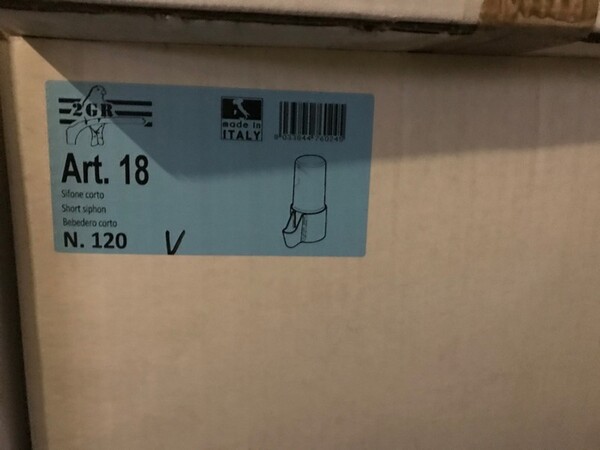 2GR
made in
ITALY
Art. 18
Sifone corto
Short siphon
Bebedero corto
N. 120 V